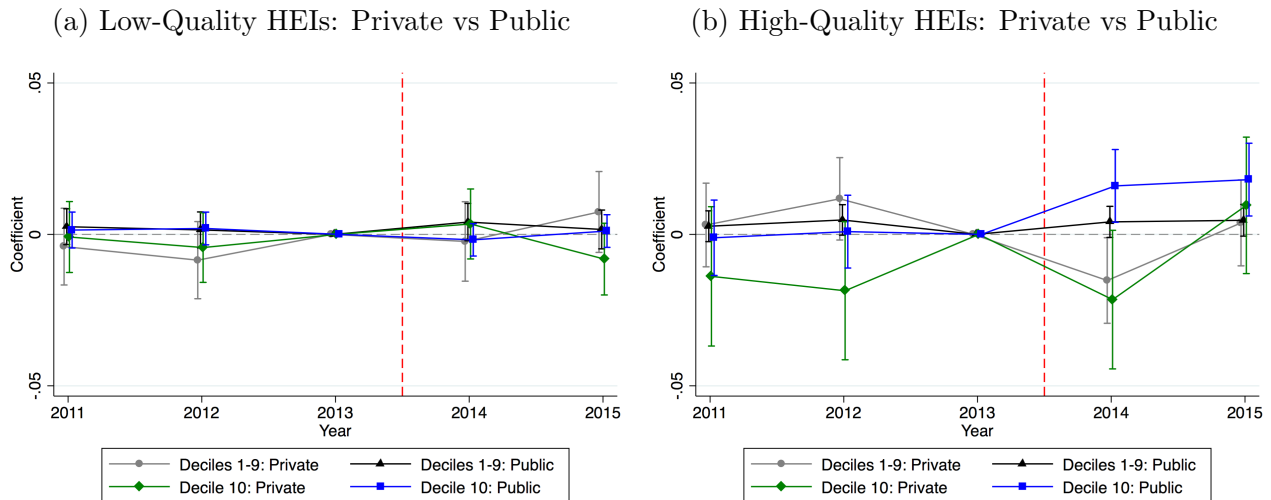 (a) Low-Quality HEIs: Private vs Public
.05
0
-.05
Coefficient
2011 2012 2013 2014 2015
Year
Deciles 1-9: Private Deciles 1-9: Public
Decile 10: Private Decile 10: Public
(b) High-Quality HEIs: Private vs Public
.05
0
-.05
Coefficient
2011 2012 2013 2014 2015
Year
Deciles 1-9: Private Deciles 1-9: Public
Decile 10: Private Decile 10: Public